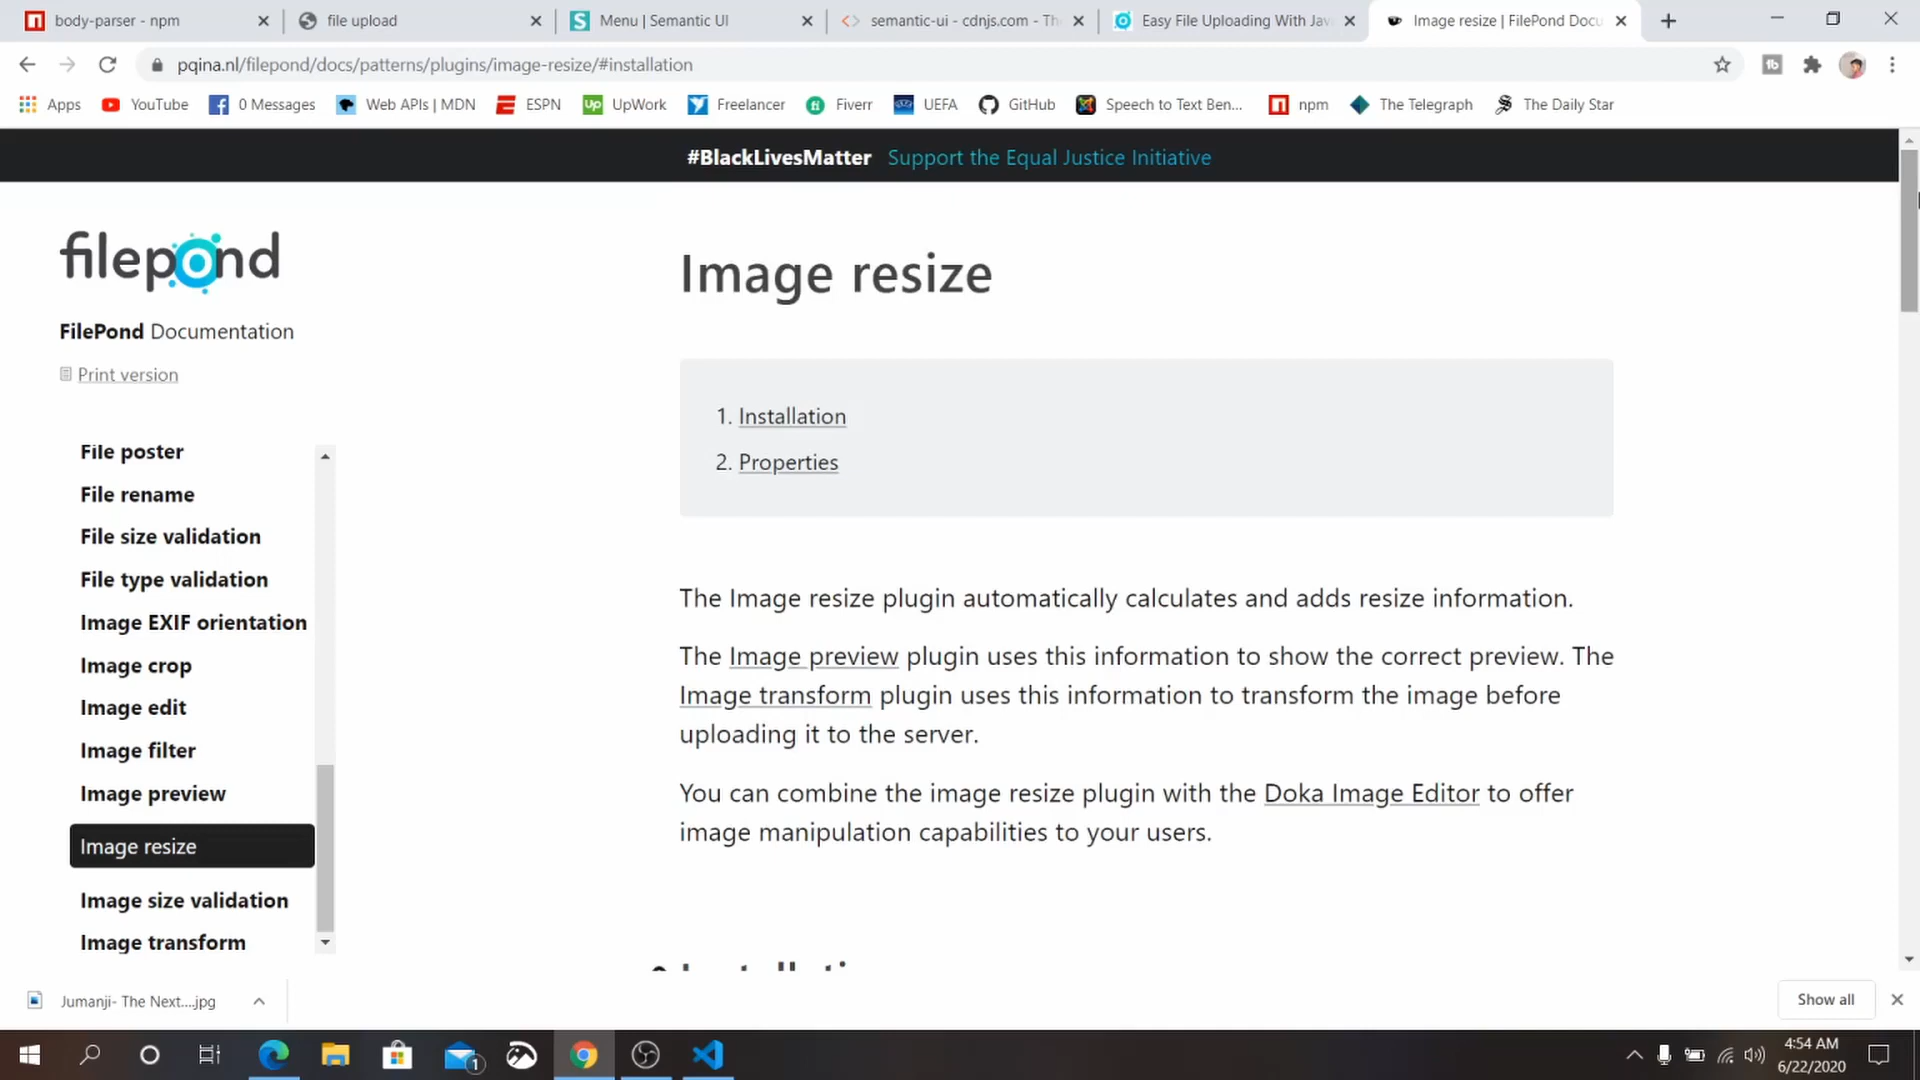 body-parser - npm
file upload
Menu | Semantic UI
semantic-ui - cdnjs.com - Th
Easy File Uploading With Jav
Image resize | FilePond Docu
pqina.nl/filepond/docs/patterns/plugins/image-resize/#installation
Apps
YouTube
0 Messages
Web APIs | MDN
ESPN
UpWork
Freelancer
Fiverr
UEFA
GitHub
Speech to Text Ben...
npm
The Telegraph
The Daily Star
#BlackLivesMatter Support the Equal Justice Initiative
filepond
FilePond Documentation
Print version
File poster
File rename
File size validation
File type validation
Image EXIF orientation
Image crop
Image edit
Image filter
Image preview
Image resize
Image size validation
Image transform
Image resize
1. Installation
2. Properties
The Image resize plugin automatically calculates and adds resize information.
The Image preview plugin uses this information to show the correct preview. The
Image transform plugin uses this information to transform the image before
uploading it to the server.
You can combine the image resize plugin with the Doka Image Editor to offer
image manipulation capabilities to your users.
Jumanji- The Next....jpg
Show all
1
4:54 AM
6/22/2020